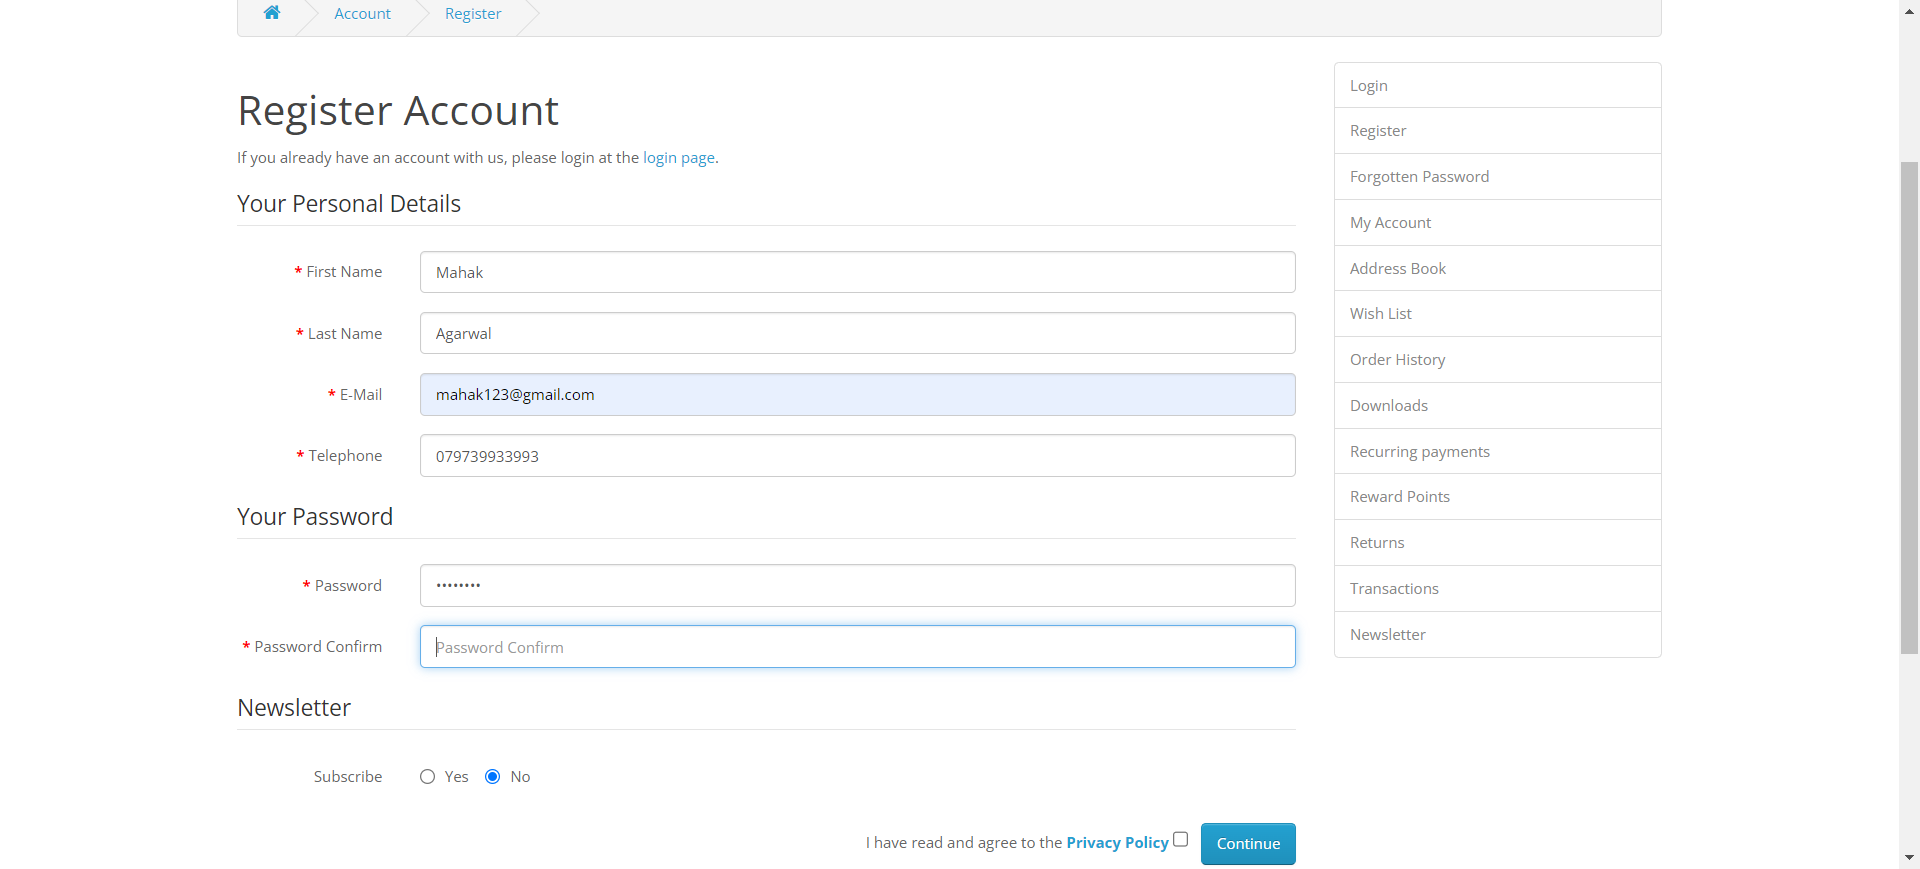 Account
Register
Register Account
If you already have an account with us, please login at the login page.
Your Personal Details
* First Name
Mahak
* Last Name
Agarwal
* E-Mail
mahak123@gmail.com
* Telephone
079739933993
Your Password
* Password
••••••••
* Password Confirm
Password Confirm
Newsletter
Subscribe
Yes
No
I have read and agree to the Privacy Policy
Continue
Login
Register
Forgotten Password
My Account
Address Book
Wish List
Order History
Downloads
Recurring payments
Reward Points
Returns
Transactions
Newsletter